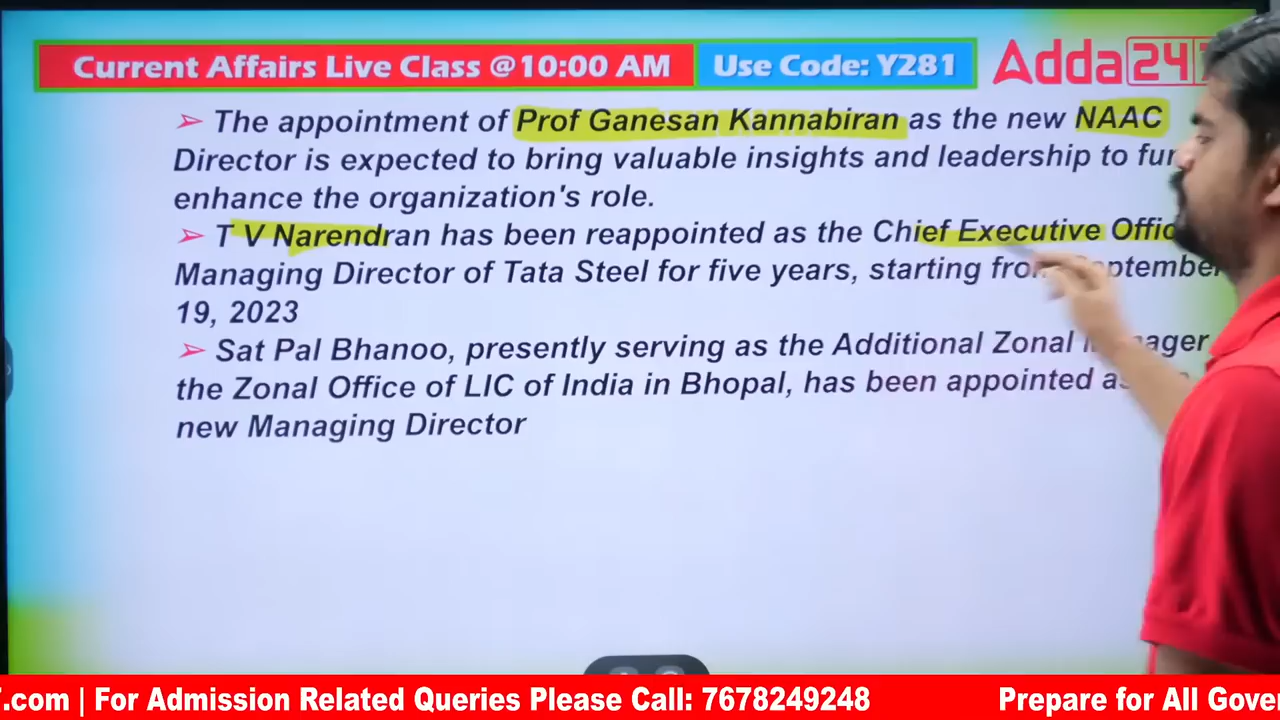 Current Affairs Live Class @10:00 AM Use Code: Y281 Adda 24
➢ The appointment of Prof Ganesan Kannabiran as the new NAAC
Director is expected to bring valuable insights and leadership to
enhance the organization's role.
➢ T V Narendran has been reappointed as the Chief Executive
Managing Director of Tata Steel for five years, starting
19, 2023
➢ Sat Pal Bhanoo, presently serving as the Additional Zonal
the Zonal Office of LIC of India in Bhopal, has been appointed
new Managing Director
.com | For Admission Related Queries Please Call: 7678249248 Prepare for All